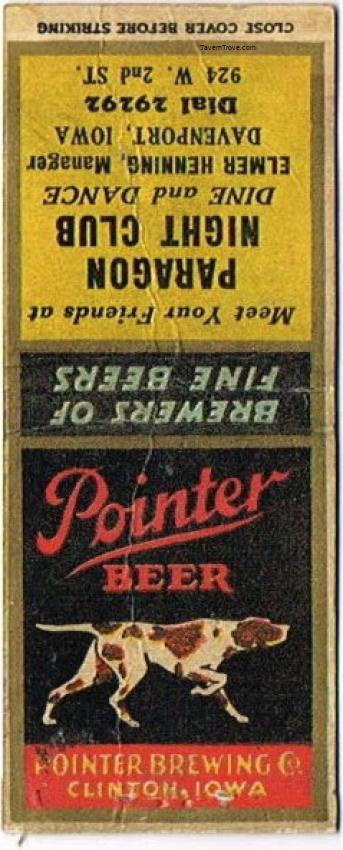 CLOSE COVER BEFORE STRIKING
TavernTrove.com
Meet Your Friends at
PARAGON
NIGHT CLUB
DINE and DANCE
ELMER HENNING, Manager
DAVENPORT, IOWA
Dial 29292
924 W. 2nd ST.
BREWERS OF
FINE BEERS
Pointer
BEER
POINTER BREWING Co.
CLINTON, IOWA